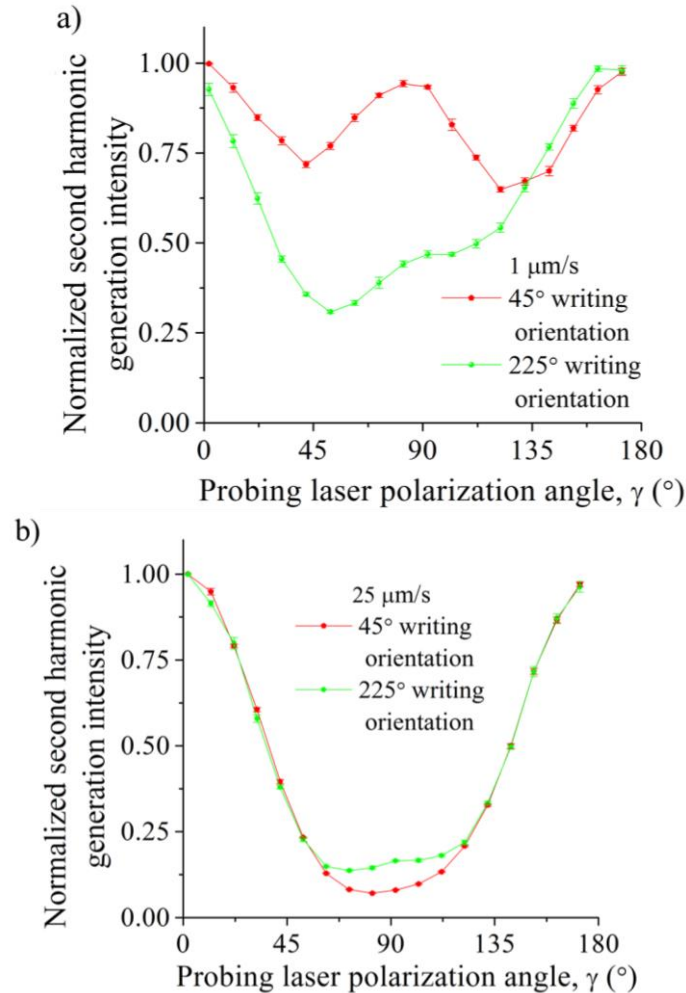 a)
Normalized second harmonic
generation intensity
1.00
0.75
0.50
0.25
0.00
1 μm/s
45° writing
orientation
225° writing
orientation
0 45 90 135 180
Probing laser polarization angle, γ (°)
b)
Normalized second harmonic
generation intensity
1.00
0.75
0.50
0.25
0.00
25 μm/s
45° writing
orientation
225° writing
orientation
0 45 90 135 180
Probing laser polarization angle, γ (°)